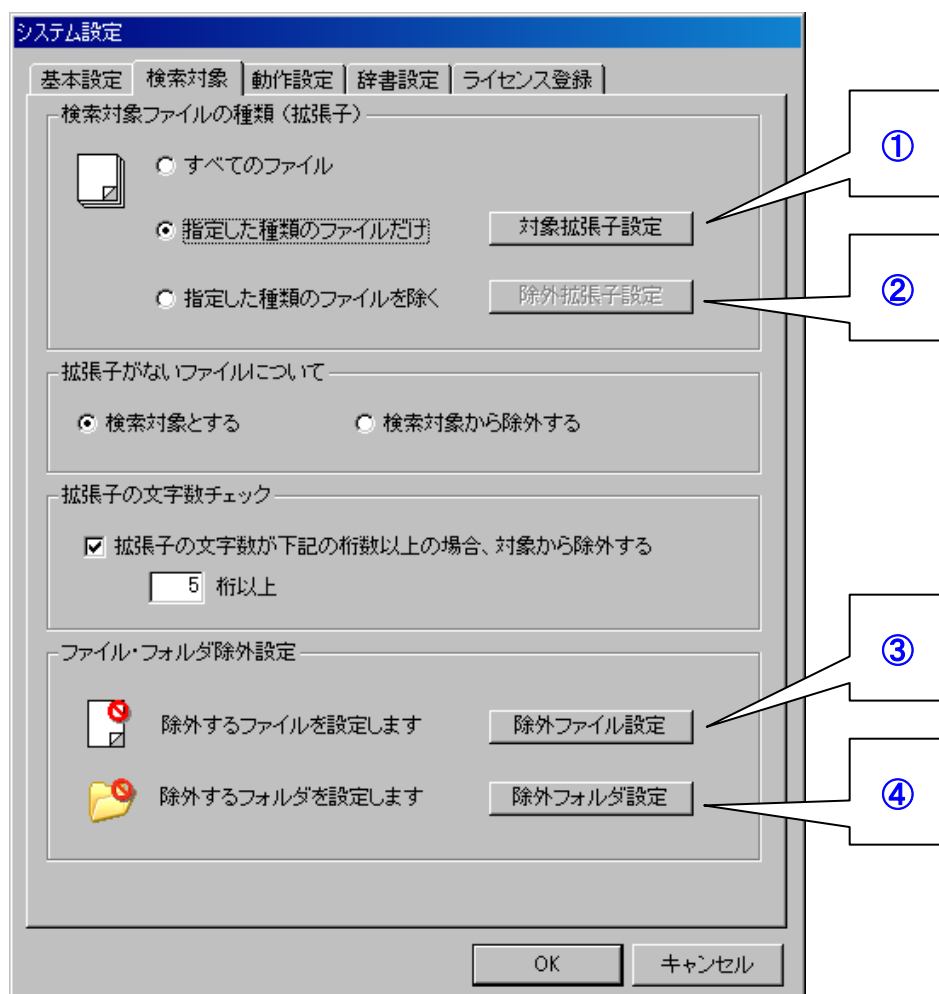 システム設定
基本設定 検索対象 動作設定 辞書設定 ライセンス登録
検索対象ファイルの種類(拡張子)
すべてのファイル
①
指定した種類のファイルだけ 対象拡張子設定
指定した種類のファイルを除く 除外拡張子設定
②
拡張子がないファイルについて
検索対象とする 検索対象から除外する
拡張子の文字数チェック
拡張子の文字数が下記の桁数以上の場合、対象から除外する
5 桁以上
ファイル・フォルダ除外設定
③
除外するファイルを設定します 除外ファイル設定
除外するフォルダを設定します 除外フォルダ設定
④
OK キャンセル